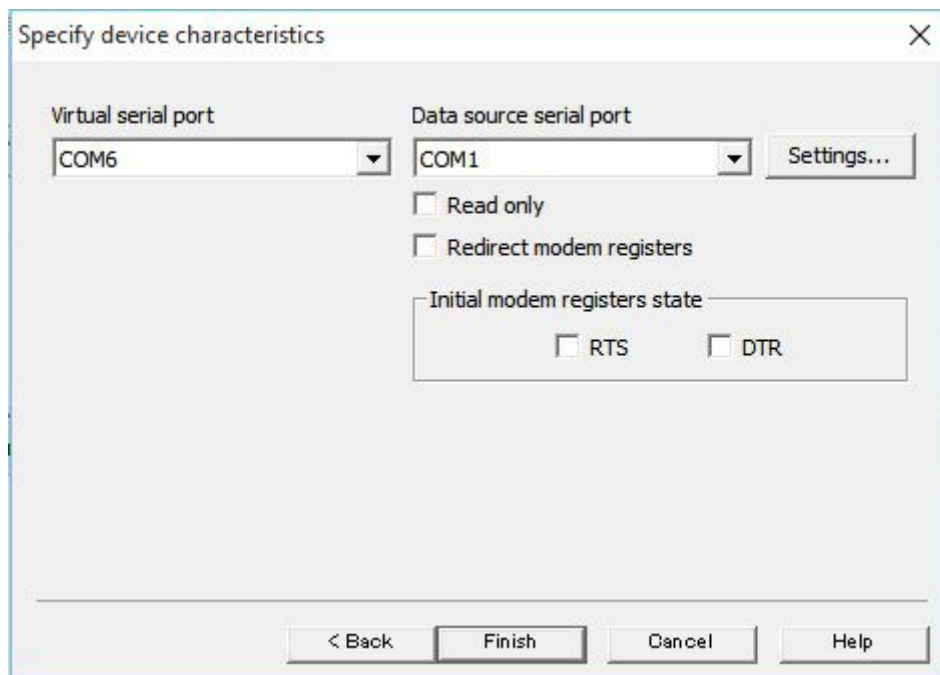 Specify device characteristics
Virtual serial port
Data source serial port
COM6
COM1
Settings...
Read only
Redirect modem registers
Initial modem registers state
RTS
DTR
< Back
Finish
Cancel
Help